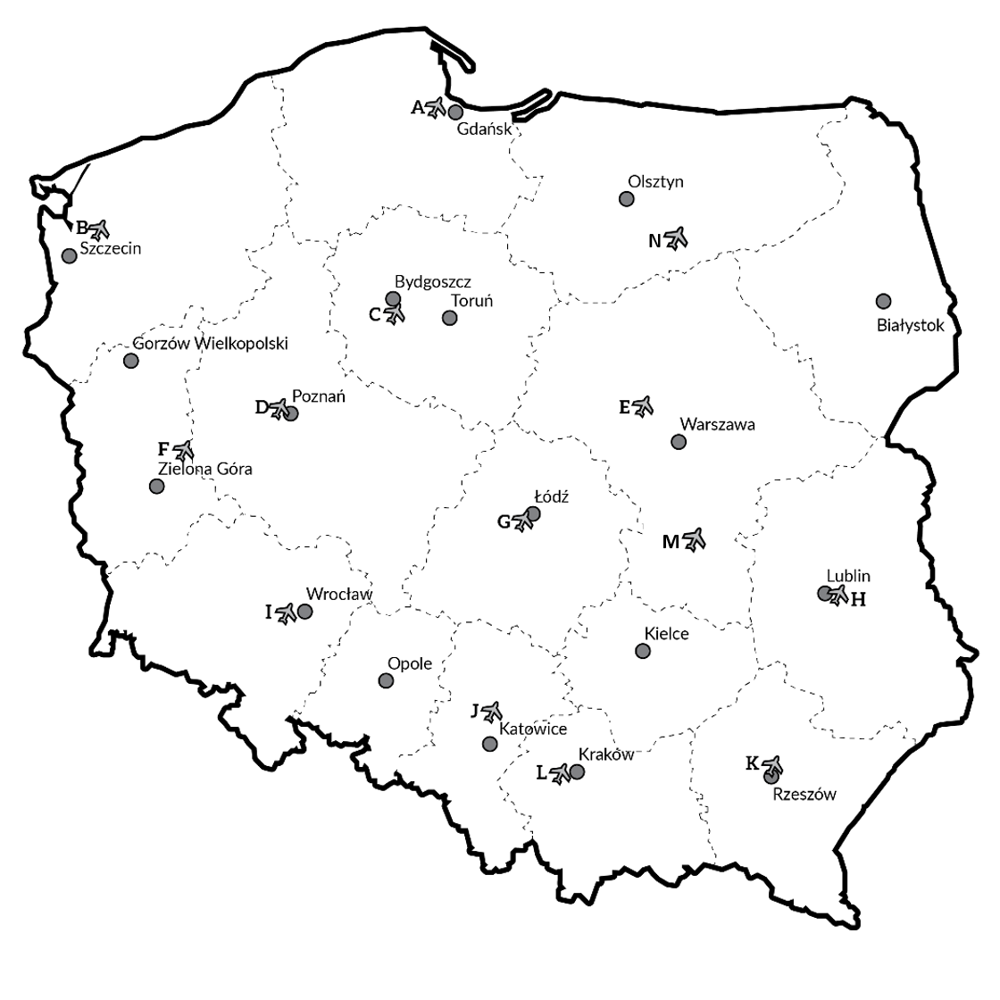 A
Gdańsk
Olsztyn
B
N
Szczecin
Bydgoszcz
Toruń
C
Białystok
Gorzów Wielkopolski
Poznań
D
E
Warszawa
F
Zielona Góra
Łódź
G
M
Lublin
H
Wrocław
I
Kielce
Opole
J
Katowice
Kraków
L
K
Rzeszów